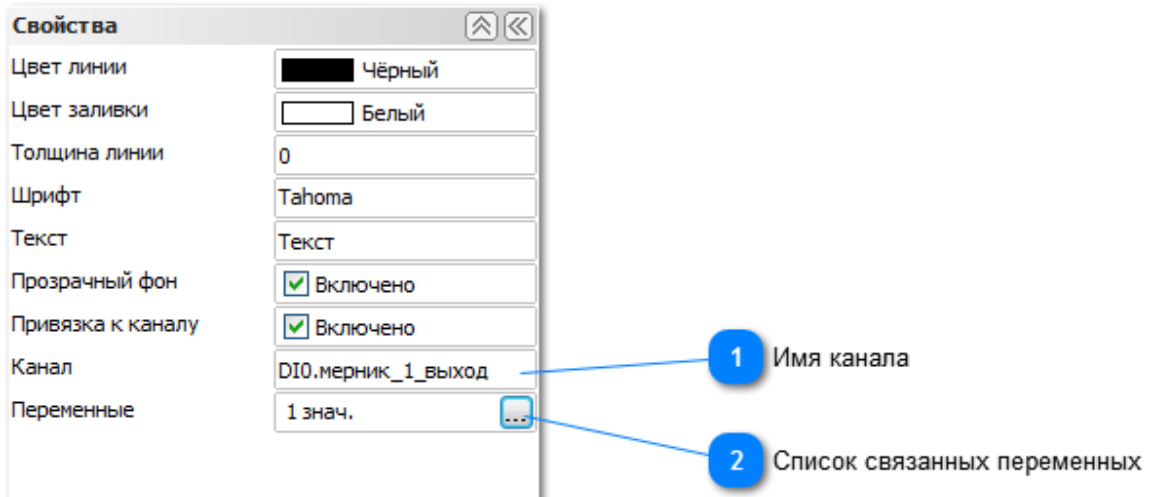 Свойства
Цвет линии Чёрный
Цвет заливки Белый
Толщина линии 0
Шрифт Tahoma
Текст Текст
Прозрачный фон Включено
Привязка к каналу Включено
Канал DI0.мерник_1_выход
1 Имя канала
Переменные 1 знач. ...
2 Список связанных переменных